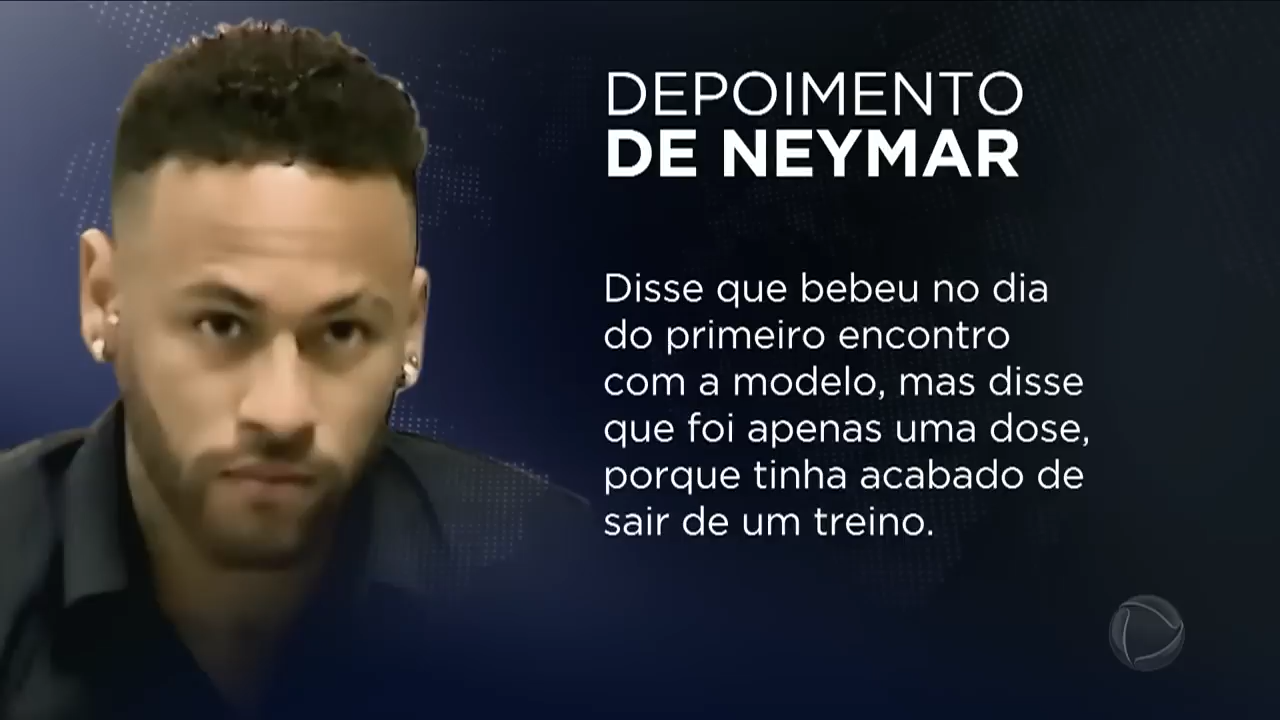 DEPOIMENTO
DE NEYMAR
Disse que bebeu no dia
do primeiro encontro
com a modelo, mas disse
que foi apenas uma dose,
porque tinha acabado de
sair de um treino.